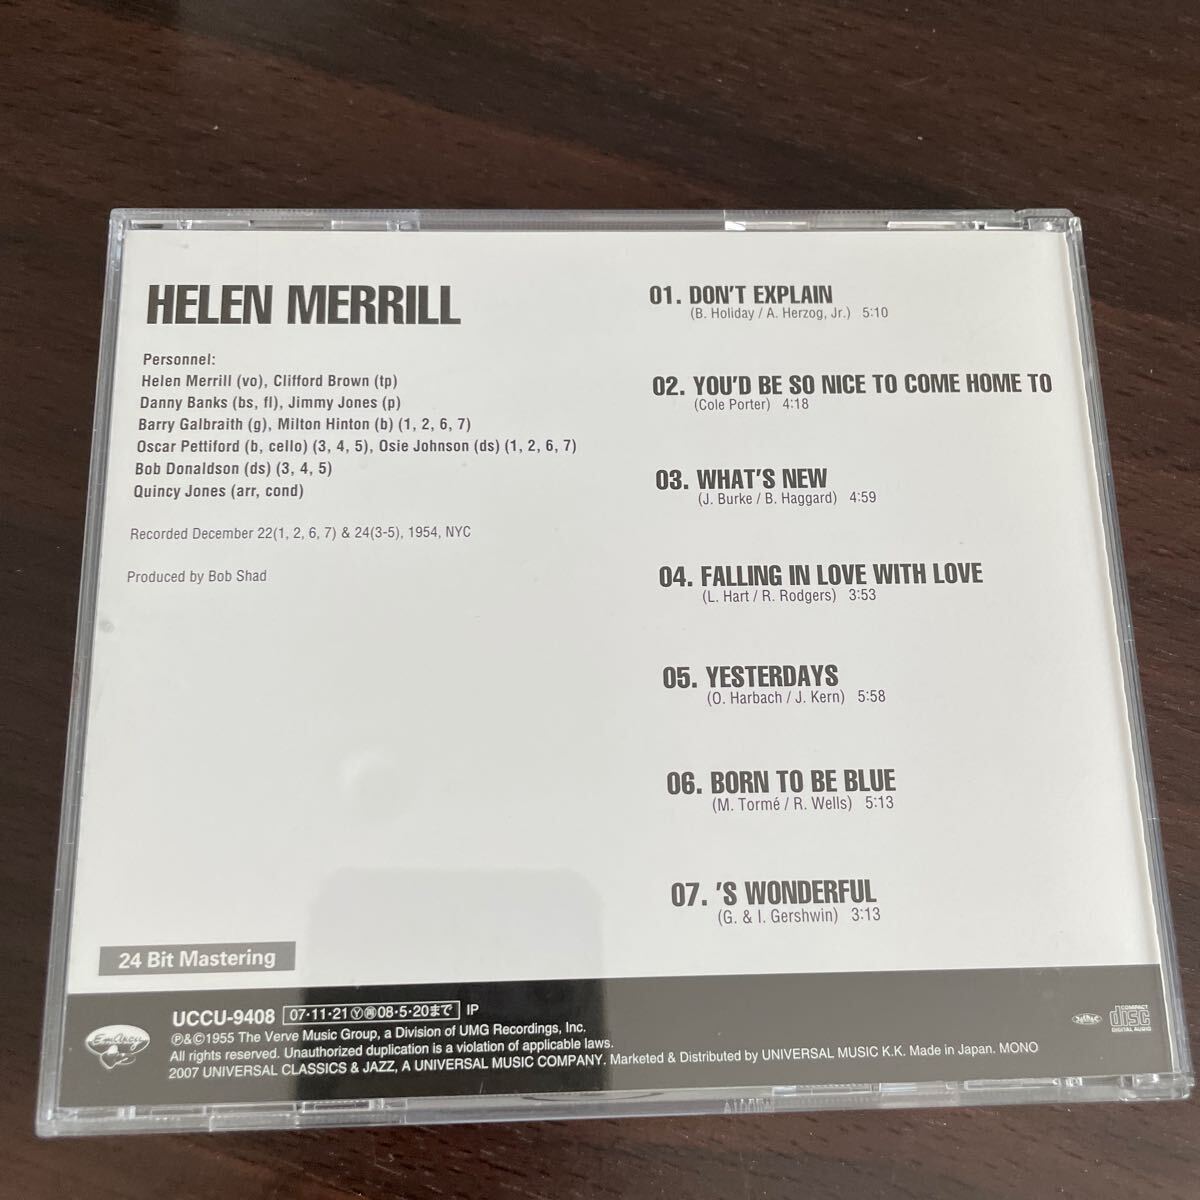 HELEN MERRILL
Personnel:
Helen Merrill (vo), Clifford Brown (tp)
Danny Banks (bs, fl), Jimmy Jones (p)
Barry Galbraith (g), Milton Hinton (b) (1, 2, 6, 7)
Oscar Pettiford (b, cello) (3, 4, 5), Osie Johnson (ds) (1, 2, 6, 7)
Bob Donaldson (ds) (3, 4, 5)
Quincy Jones (arr, cond)
Recorded December 22(1, 2, 6, 7) & 24(3-5), 1954, NYC
Produced by Bob Shad
01. DON'T EXPLAIN
(B. Holiday / A. Herzog, Jr.) 5:10
02. YOU'D BE SO NICE TO COME HOME TO
(Cole Porter) 4:18
03. WHAT'S NEW
(J. Burke / B. Haggard) 4:59
04. FALLING IN LOVE WITH LOVE
(L. Hart / R. Rodgers) 3:53
05. YESTERDAYS
(O. Harbach / J. Kern) 5:58
06. BORN TO BE BLUE
(M. Tormé / R. Wells) 5:13
07. 'S WONDERFUL
(G. & I. Gershwin) 3:13
24 Bit Mastering
EmArcy
UCCU-9408 07·11·21Ⓨ㊢08·5·20まで IP
℗&©1955 The Verve Music Group, a Division of UMG Recordings, Inc.
All rights reserved. Unauthorized duplication is a violation of applicable laws.
2007 UNIVERSAL CLASSICS & JAZZ, A UNIVERSAL MUSIC COMPANY. Marketed & Distributed by UNIVERSAL MUSIC K.K. Made in Japan. MONO
COMPACT
disc
DIGITAL AUDIO